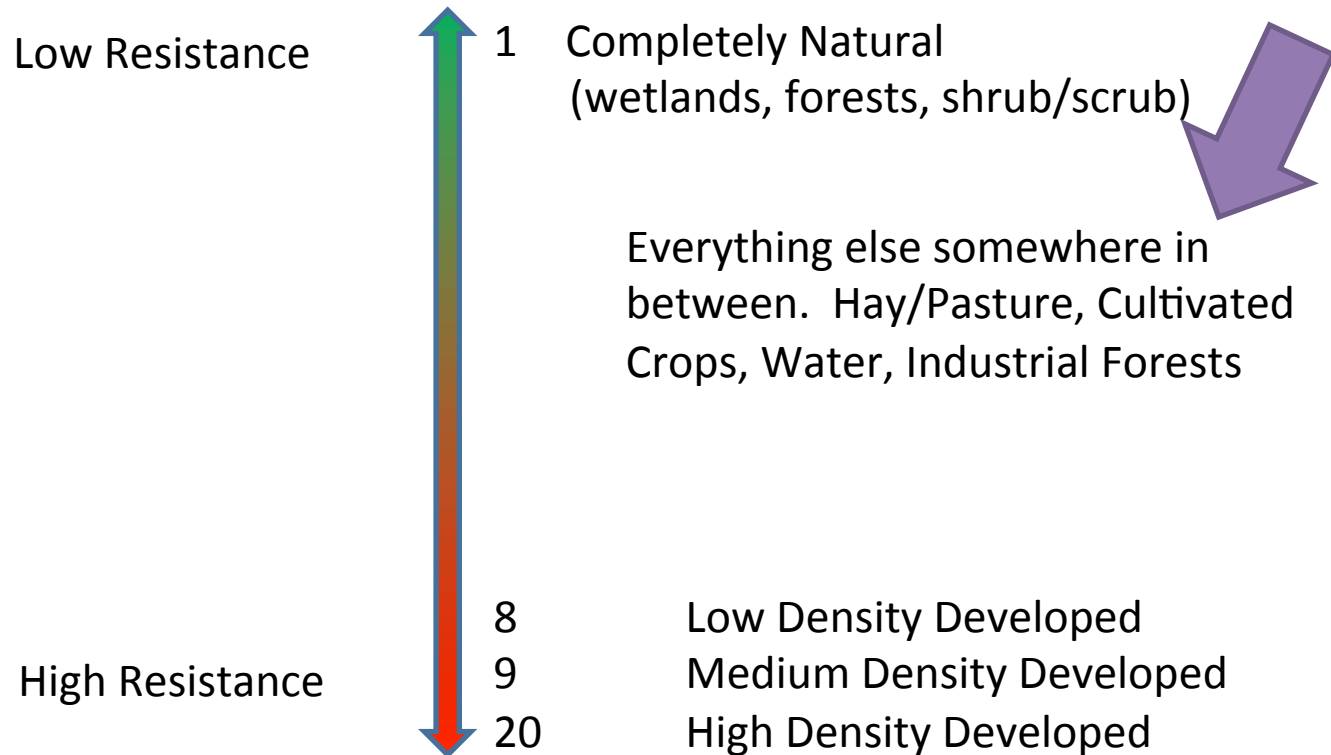 Low Resistance
1 Completely Natural
(wetlands, forests, shrub/scrub)
Everything else somewhere in
between. Hay/Pasture, Cultivated
Crops, Water, Industrial Forests
8 Low Density Developed
High Resistance
9 Medium Density Developed
20 High Density Developed